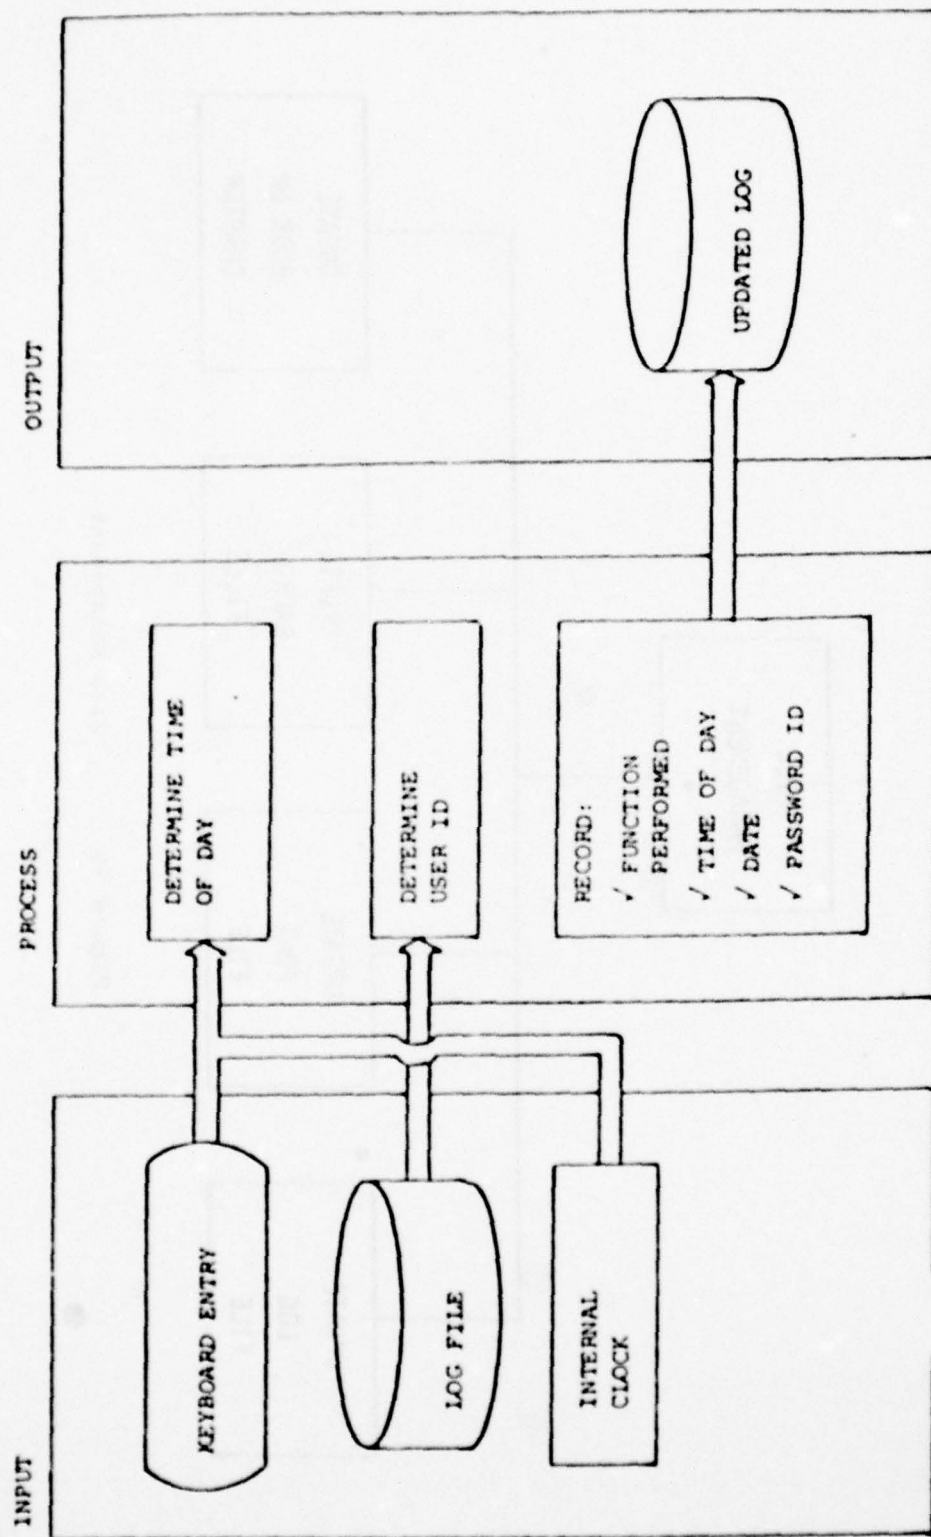 INPUT
KEYBOARD ENTRY
LOG FILE
INTERNAL
CLOCK
PROCESS
DETERMINE TIME
OF DAY
DETERMINE
USER ID
RECORD:
✓ FUNCTION
PERFORMED
✓ TIME OF DAY
✓ DATE
✓ PASSWORD ID
OUTPUT
UPDATED LOG